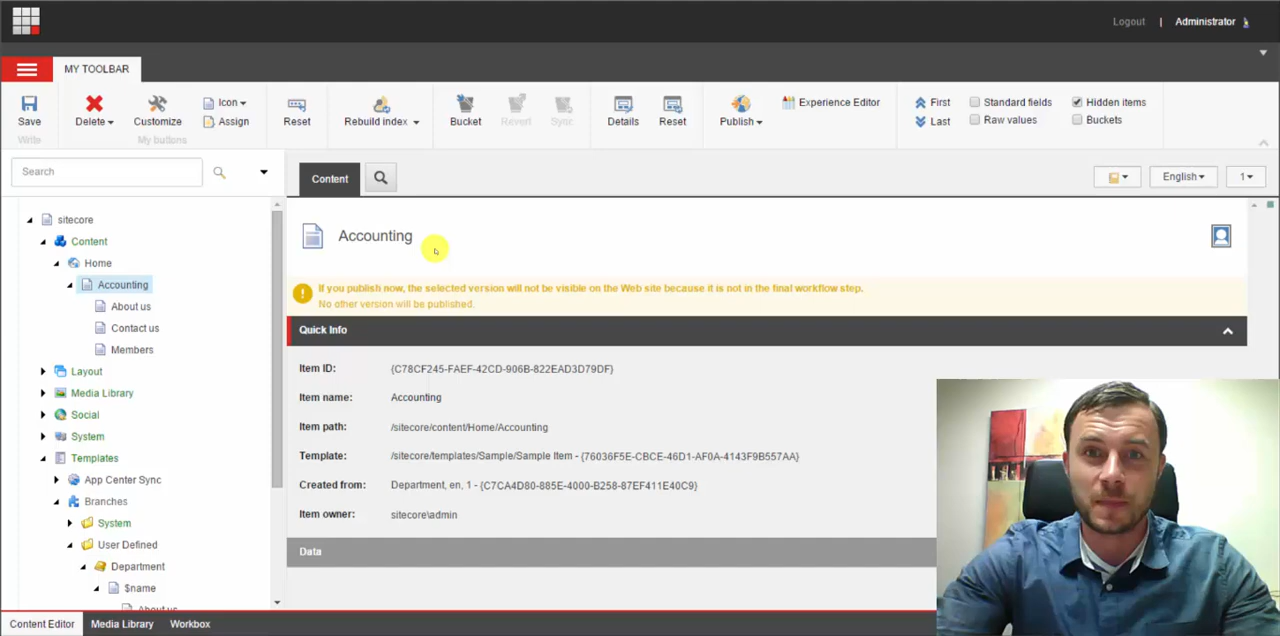 Logout | Administrator
MY TOOLBAR
Save
Write
Delete
Customize
Icon
Assign
My buttons
Reset
Rebuild index
Bucket
Revert
Sync
Details
Reset
Publish
Experience Editor
First
Last
Standard fields
Raw values
Hidden items
Buckets
Search
Content
English
1
sitecore
Content
Home
Accounting
About us
Contact us
Members
Layout
Media Library
Social
System
Templates
App Center Sync
Branches
System
User Defined
Department
$name
About us
Accounting
If you publish now, the selected version will not be visible on the Web site because it is not in the final workflow step.
No other version will be published.
Quick Info
Item ID: {C78CF245-FAEF-42CD-906B-822EAD3D79DF}
Item name: Accounting
Item path: /sitecore/content/Home/Accounting
Template: /sitecore/templates/Sample/Sample Item - {76036F5E-CBCE-46D1-AF0A-4143F9B557AA}
Created from: Department, en, 1 - {C7CA4D80-885E-4000-B258-87EF411E40C9}
Item owner: sitecore\admin
Data
Content Editor
Media Library
Workbox